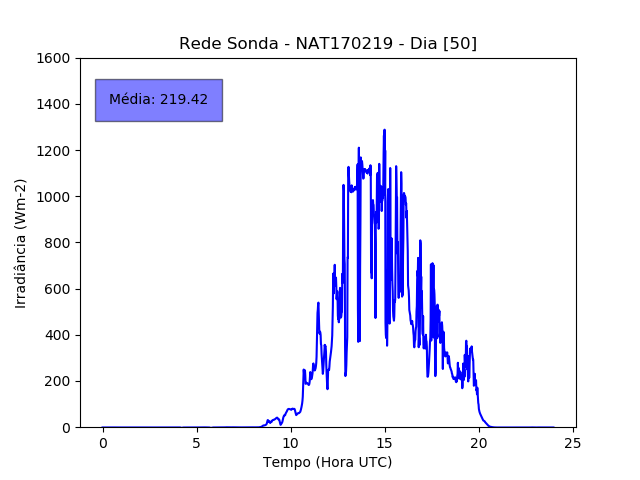 Rede Sonda - NAT170219 - Dia [50]
1600
Média: 219.42
1400
1200
1000
800
600
400
200
0
Irradiância (Wm-2)
0 5 10 15 20 25
Tempo (Hora UTC)